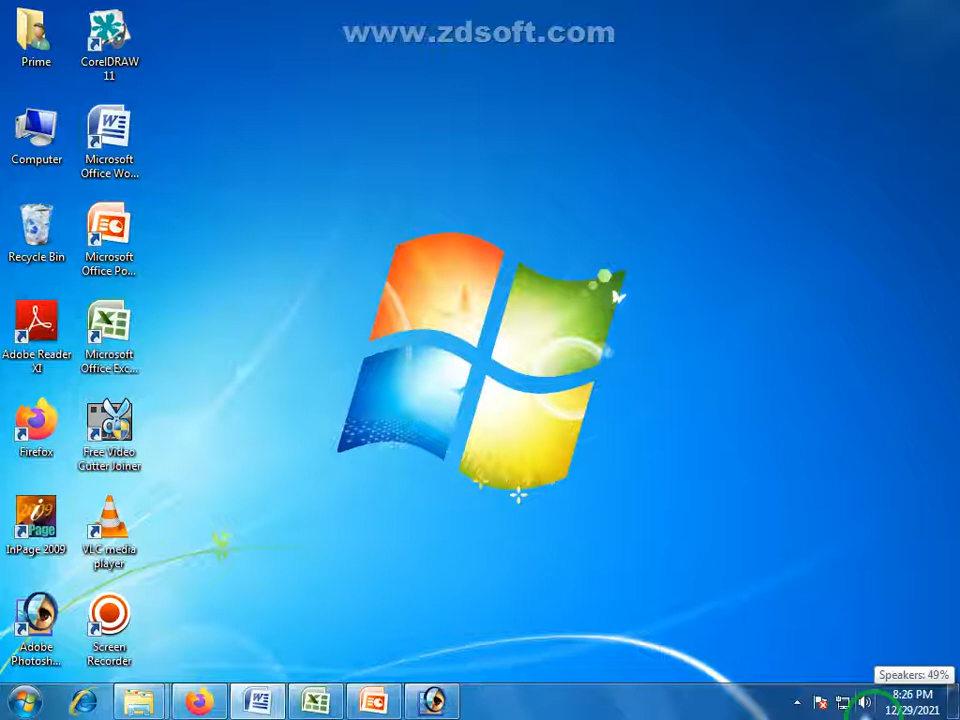 www.zdsoft.com
Prime
CorelDRAW
11
Computer
Microsoft
Office Wo...
Recycle Bin
Microsoft
Office Po...
Adobe Reader
XI
Microsoft
Office Exc...
Firefox
Free Video
Cutter Joiner
2009
i
Page
InPage 2009
VLC media
player
Adobe
Photosh...
Screen
Recorder
Speakers: 49%
8:26 PM
12/29/2021